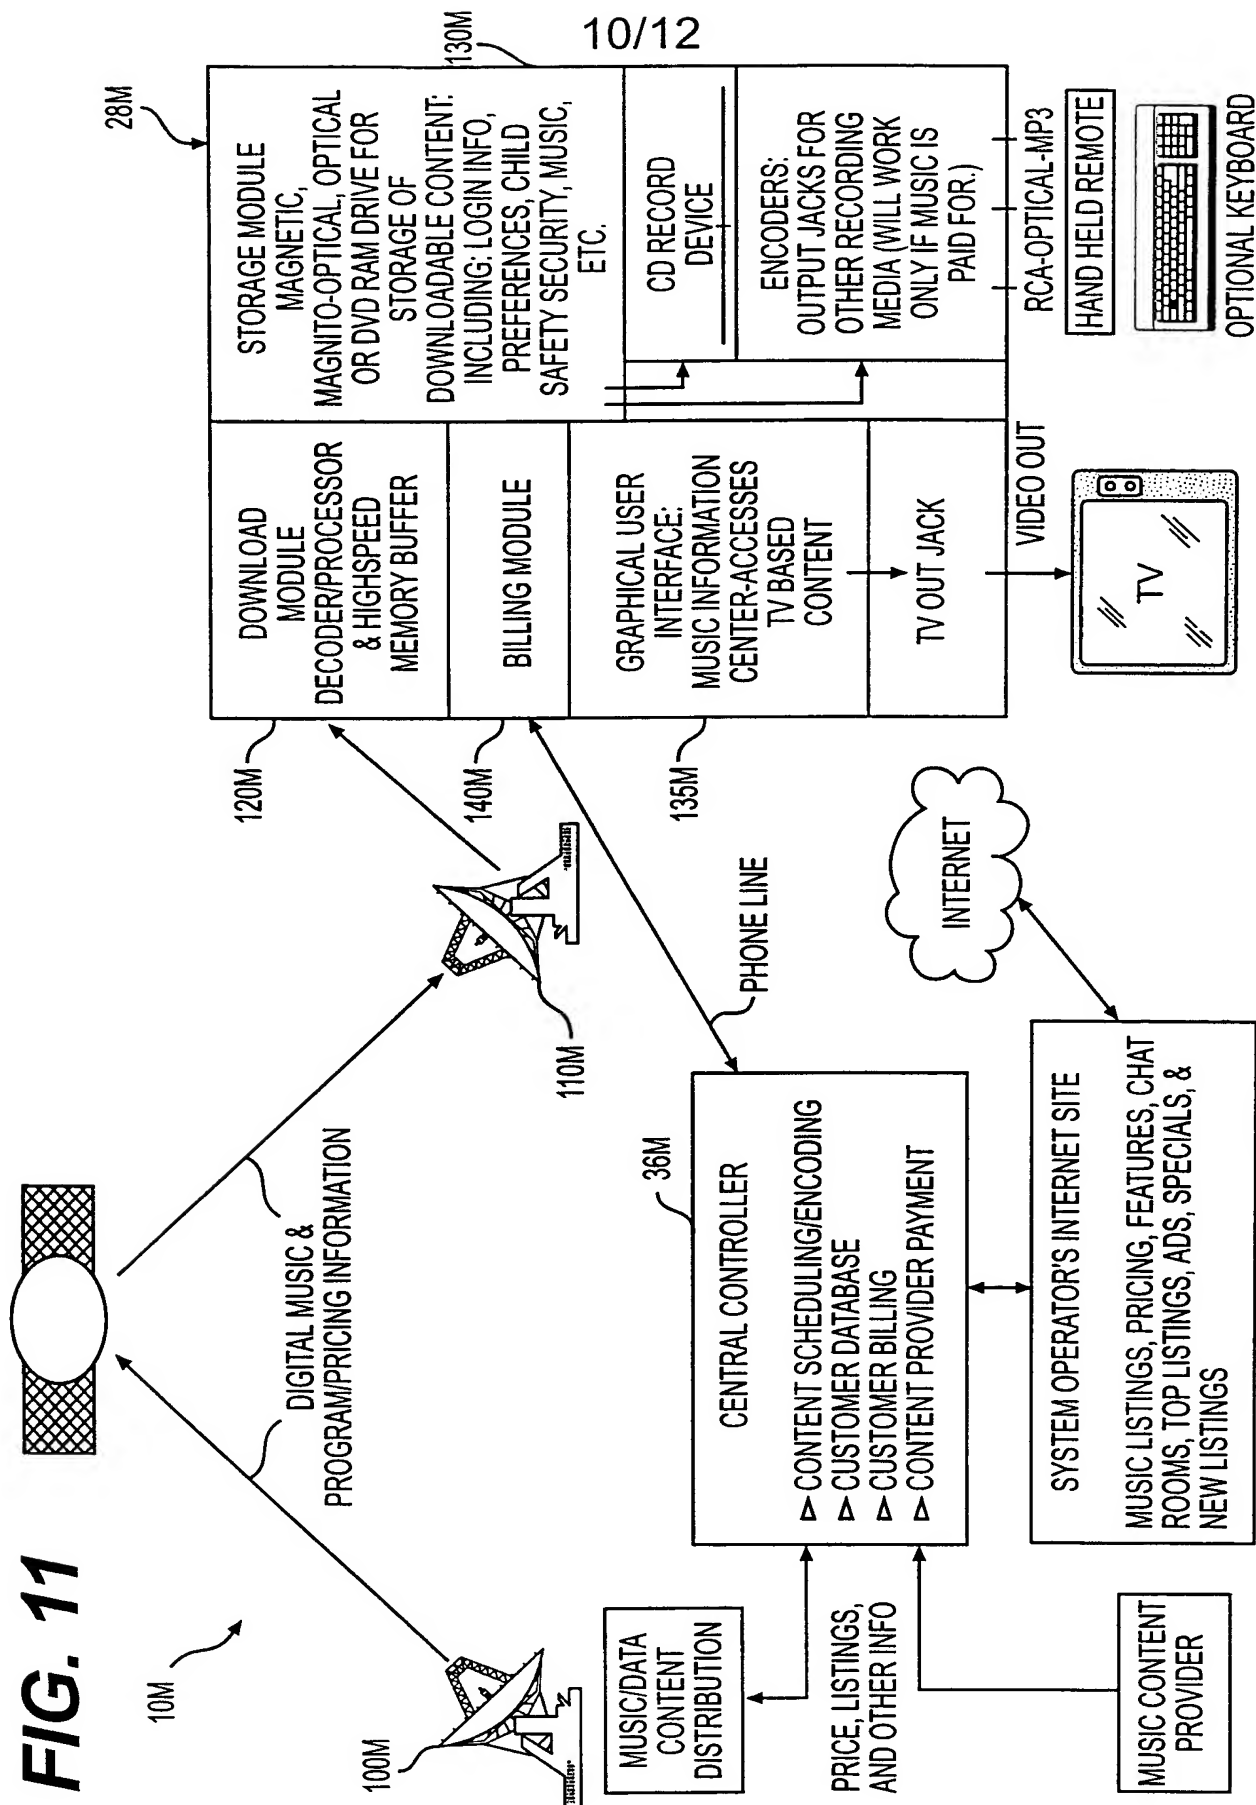 10/12
FIG. 11
10M
100M
DIGITAL MUSIC &
PROGRAM/PRICING INFORMATION
110M
28M
120M
DOWNLOAD
MODULE
DECODER/PROCESSOR
& HIGHSPEED
MEMORY BUFFER
130M
STORAGE MODULE
MAGNETIC,
MAGNITO-OPTICAL, OPTICAL
OR DVD RAM DRIVE FOR
STORAGE OF
DOWNLOADABLE CONTENT:
INCLUDING: LOGIN INFO,
PREFERENCES, CHILD
SAFETY SECURITY, MUSIC,
ETC.
140M
BILLING MODULE
CD RECORD
DEVICE
135M
GRAPHICAL USER
INTERFACE:
MUSIC INFORMATION
CENTER-ACCESSES
TV BASED
CONTENT
ENCODERS:
OUTPUT JACKS FOR
OTHER RECORDING
MEDIA (WILL WORK
ONLY IF MUSIC IS
PAID FOR.)
TV OUT JACK
VIDEO OUT
TV
RCA-OPTICAL-MP3
HAND HELD REMOTE
OPTIONAL KEYBOARD
MUSIC/DATA
CONTENT
DISTRIBUTION
PRICE, LISTINGS,
AND OTHER INFO
MUSIC CONTENT
PROVIDER
36M
CENTRAL CONTROLLER
▷ CONTENT SCHEDULING/ENCODING
▷ CUSTOMER DATABASE
▷ CUSTOMER BILLING
▷ CONTENT PROVIDER PAYMENT
PHONE LINE
INTERNET
SYSTEM OPERATOR'S INTERNET SITE
MUSIC LISTINGS, PRICING, FEATURES, CHAT
ROOMS, TOP LISTINGS, ADS, SPECIALS, &
NEW LISTINGS